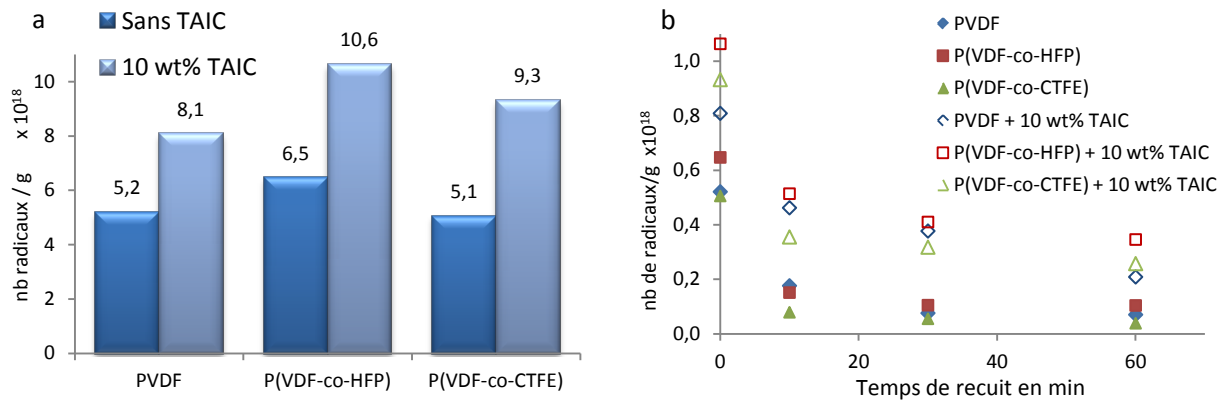 a
Sans TAIC
10 wt% TAIC
nb radicaux / g x 10^18
10
8
6
4
2
0
5,2
8,1
6,5
10,6
5,1
9,3
PVDF
P(VDF-co-HFP)
P(VDF-co-CTFE)
b
PVDF
P(VDF-co-HFP)
P(VDF-co-CTFE)
PVDF + 10 wt% TAIC
P(VDF-co-HFP) + 10 wt% TAIC
P(VDF-co-CTFE) + 10 wt% TAIC
nb de radicaux/g x10^18
1,0
0,8
0,6
0,4
0,2
0,0
0
20
40
60
Temps de recuit en min